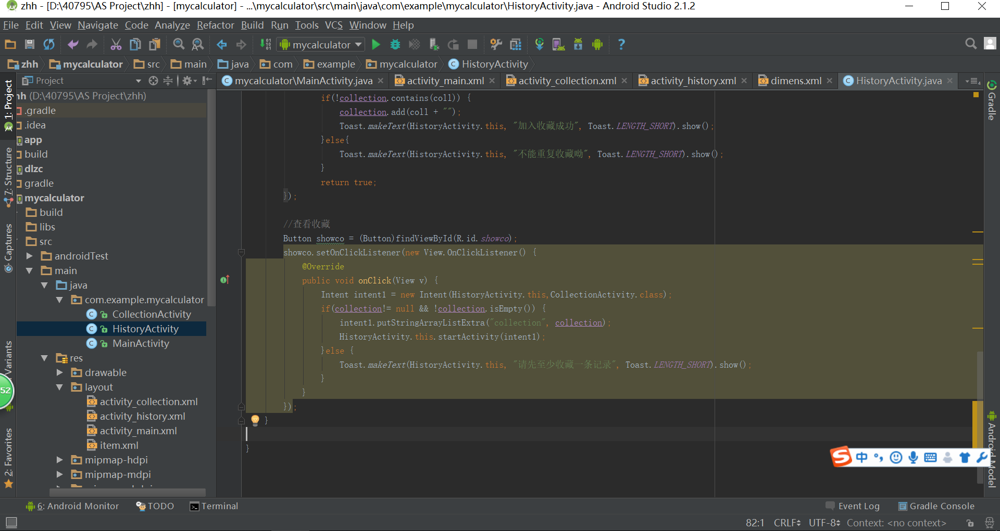 zhh - [D:\40795\AS Project\zhh] - [mycalculator] - ...\mycalculator\src\main\java\com\example\mycalculator\HistoryActivity.java - Android Studio 2.1.2
File Edit View Navigate Code Analyze Refactor Build Run Tools VCS Window Help
mycalculator
zhh mycalculator src main java com example mycalculator HistoryActivity
Project
mycalculator\MainActivity.java activity_main.xml activity_collection.xml activity_history.xml dimens.xml HistoryActivity.java
1: Project
7: Structure
Captures
Variants
2: Favorites
(D:\40795\AS Project\zhh)
.gradle
.idea
app
build
dlzc
gradle
mycalculator
build
libs
src
androidTest
main
java
com.example.mycalculator
CollectionActivity
HistoryActivity
MainActivity
res
drawable
layout
activity_collection.xml
activity_history.xml
activity_main.xml
item.xml
mipmap-hdpi
mipmap-mdpi
if(!collection.contains(coll)) {
collection.add(coll + "");
Toast.makeText(HistoryActivity.this, "加入收藏成功", Toast.LENGTH_SHORT).show();
}else{
Toast.makeText(HistoryActivity.this, "不能重复收藏呦", Toast.LENGTH_SHORT).show();
}
return true;
});
//查看收藏
Button showco = (Button)findViewById(R.id.showco);
showco.setOnClickListener(new View.OnClickListener() {
@Override
public void onClick(View v) {
Intent intent1 = new Intent(HistoryActivity.this,CollectionActivity.class);
if(collection!= null && !collection.isEmpty()) {
intent1.putStringArrayListExtra("collection", collection);
HistoryActivity.this.startActivity(intent1);
}else {
Toast.makeText(HistoryActivity.this, "请先至少收藏一条记录", Toast.LENGTH_SHORT).show();
}
}
});
}
}
Gradle
Android Model
52
中
6: Android Monitor TODO Terminal Event Log Gradle Console
82:1 CRLF UTF-8 Context: <no context>